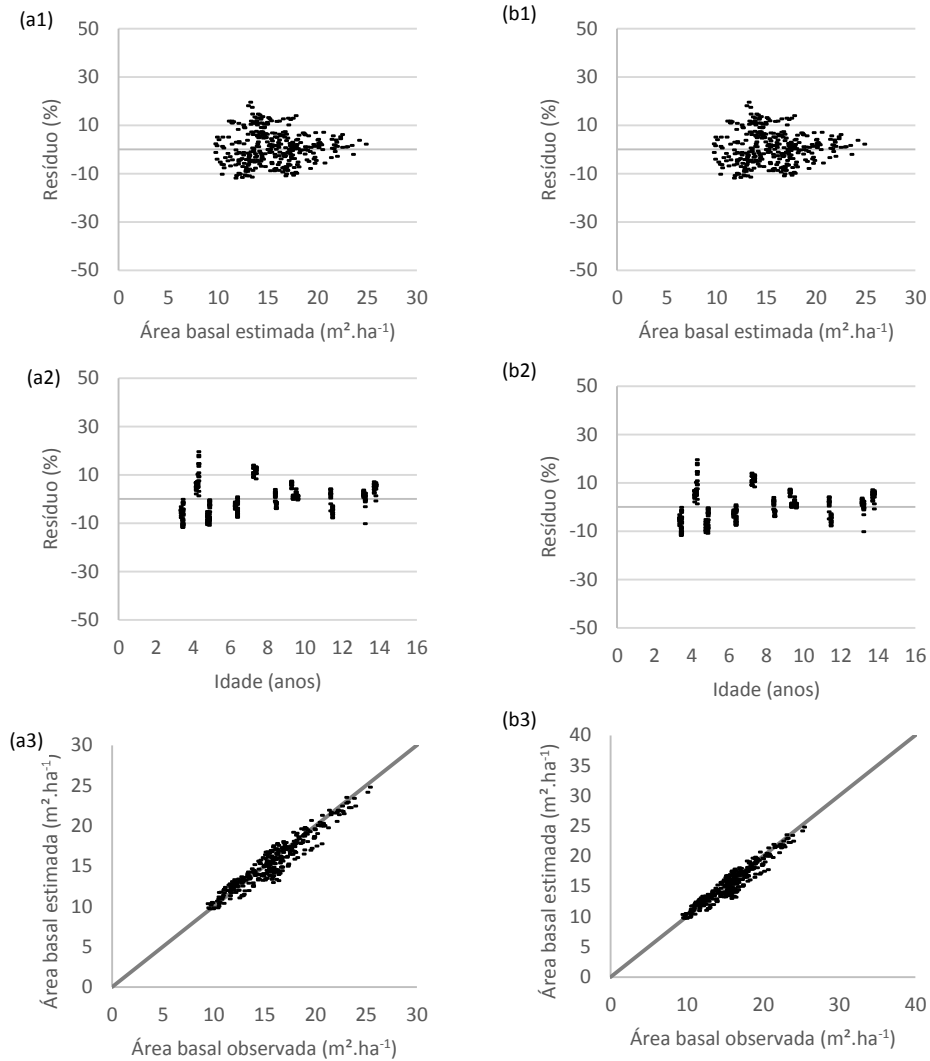 (a1)
50
30
10
-10
-30
-50
Resíduo (%)
0 5 10 15 20 25 30
Área basal estimada (m².ha⁻¹)
(b1)
50
30
10
-10
-30
-50
Resíduo (%)
0 5 10 15 20 25 30
Área basal estimada (m².ha⁻¹)
(a2)
50
30
10
-10
-30
-50
Resíduo (%)
0 2 4 6 8 10 12 14 16
Idade (anos)
(b2)
50
30
10
-10
-30
-50
Resíduo (%)
0 2 4 6 8 10 12 14 16
Idade (anos)
(a3)
30
25
20
15
10
5
0
Área basal estimada (m².ha⁻¹)
0 5 10 15 20 25 30
Área basal observada (m².ha⁻¹)
(b3)
40
35
30
25
20
15
10
5
0
Área basal estimada (m².ha⁻¹)
0 10 20 30 40
Área basal observada (m².ha⁻¹)